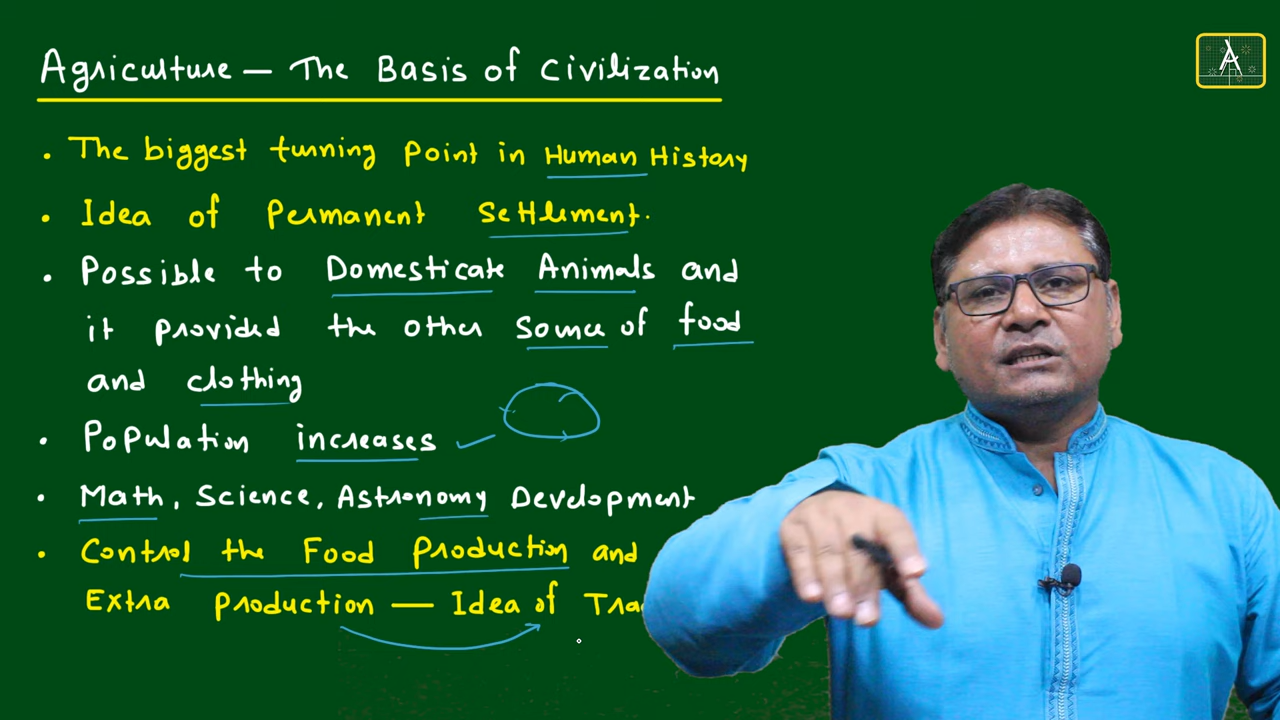 Agriculture — The Basis of Civilization
• The biggest turning point in Human History
• Idea of Permanent Settlement.
• Possible to Domesticate Animals and
it provided the other source of food
and clothing
• Population increases
• Math, Science, Astronomy Development
• Control the Food Production and
Extra production — Idea of
A